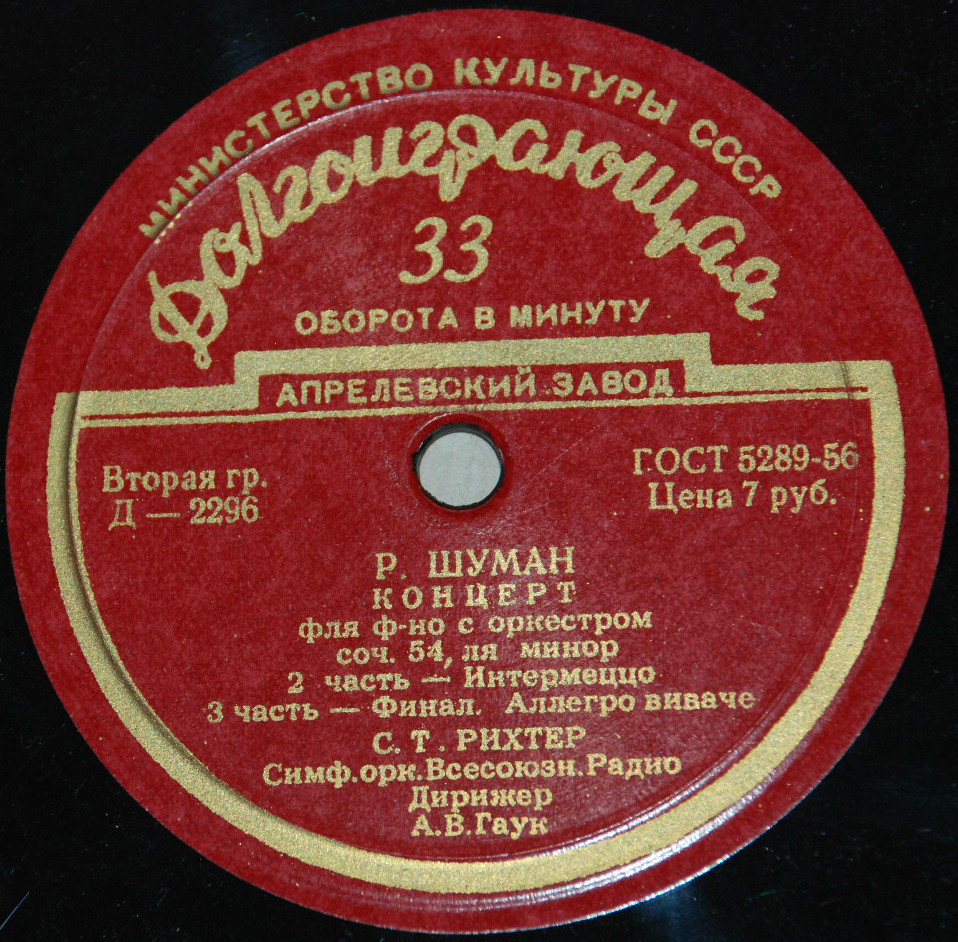 МИНИСТЕРСТВО КУЛЬТУРЫ СССР
Долгоиграющая
33
ОБОРОТА В МИНУТУ
АПРЕЛЕВСКИЙ ЗАВОД
Вторая гр.
Д — 2296
ГОСТ 5289-56
Цена 7 руб.
Р. ШУМАН
КОНЦЕРТ
фля ф-но с оркестром
соч. 54, ля минор
2 часть — Интермеццо
3 часть — Финал. Аллегро виваче
С. Т. РИХТЕР
Симф.орк.Всесоюзн.Радио
Дирижер
А.В.Гаук